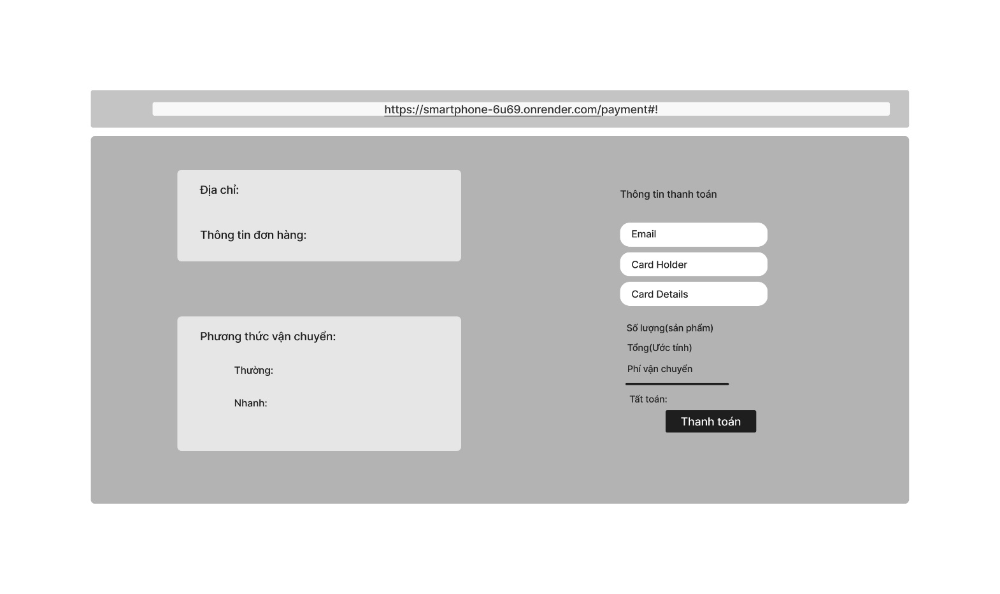 https://smartphone-6u69.onrender.com/payment#!
Địa chỉ:
Thông tin đơn hàng:
Phương thức vận chuyển:
Thường:
Nhanh:
Thông tin thanh toán
Email
Card Holder
Card Details
Số lượng(sản phẩm)
Tổng(Ước tính)
Phí vận chuyển
Tất toán:
Thanh toán